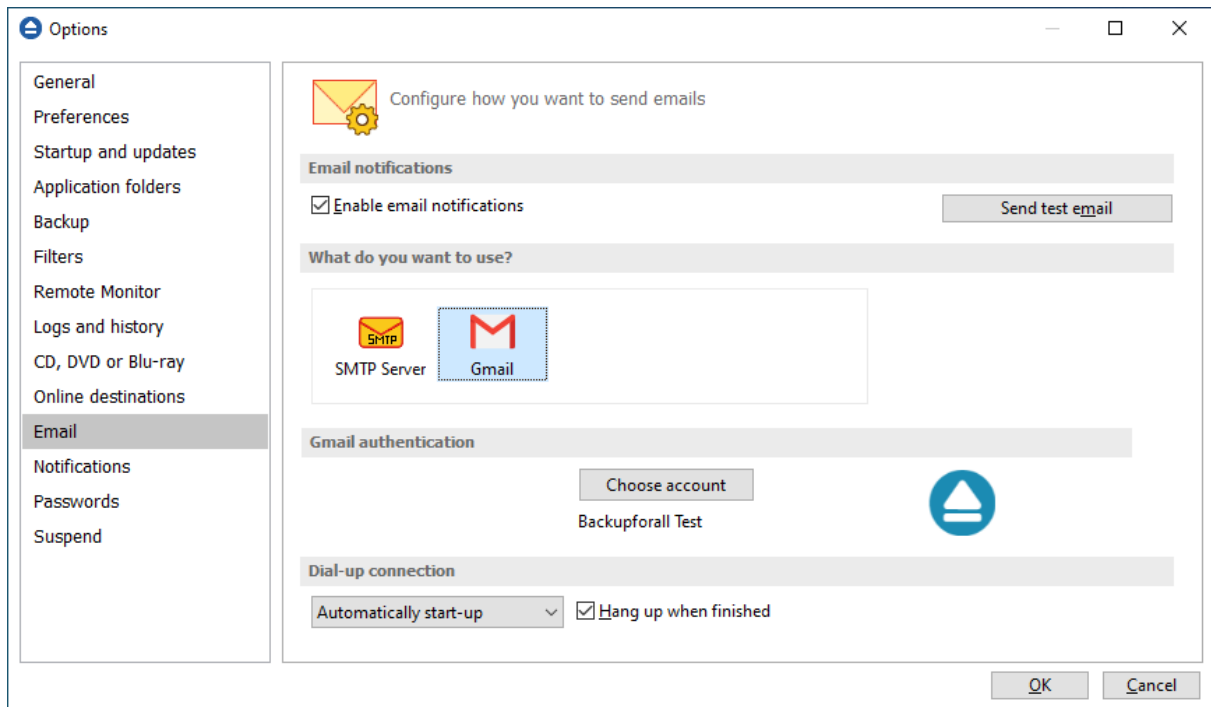 Options
General
Preferences
Startup and updates
Application folders
Backup
Filters
Remote Monitor
Logs and history
CD, DVD or Blu-ray
Online destinations
Email
Notifications
Passwords
Suspend
Configure how you want to send emails
Email notifications
Enable email notifications
Send test email
What do you want to use?
SMTP
SMTP Server
Gmail
Gmail authentication
Choose account
Backupforall Test
Dial-up connection
Automatically start-up
Hang up when finished
OK
Cancel